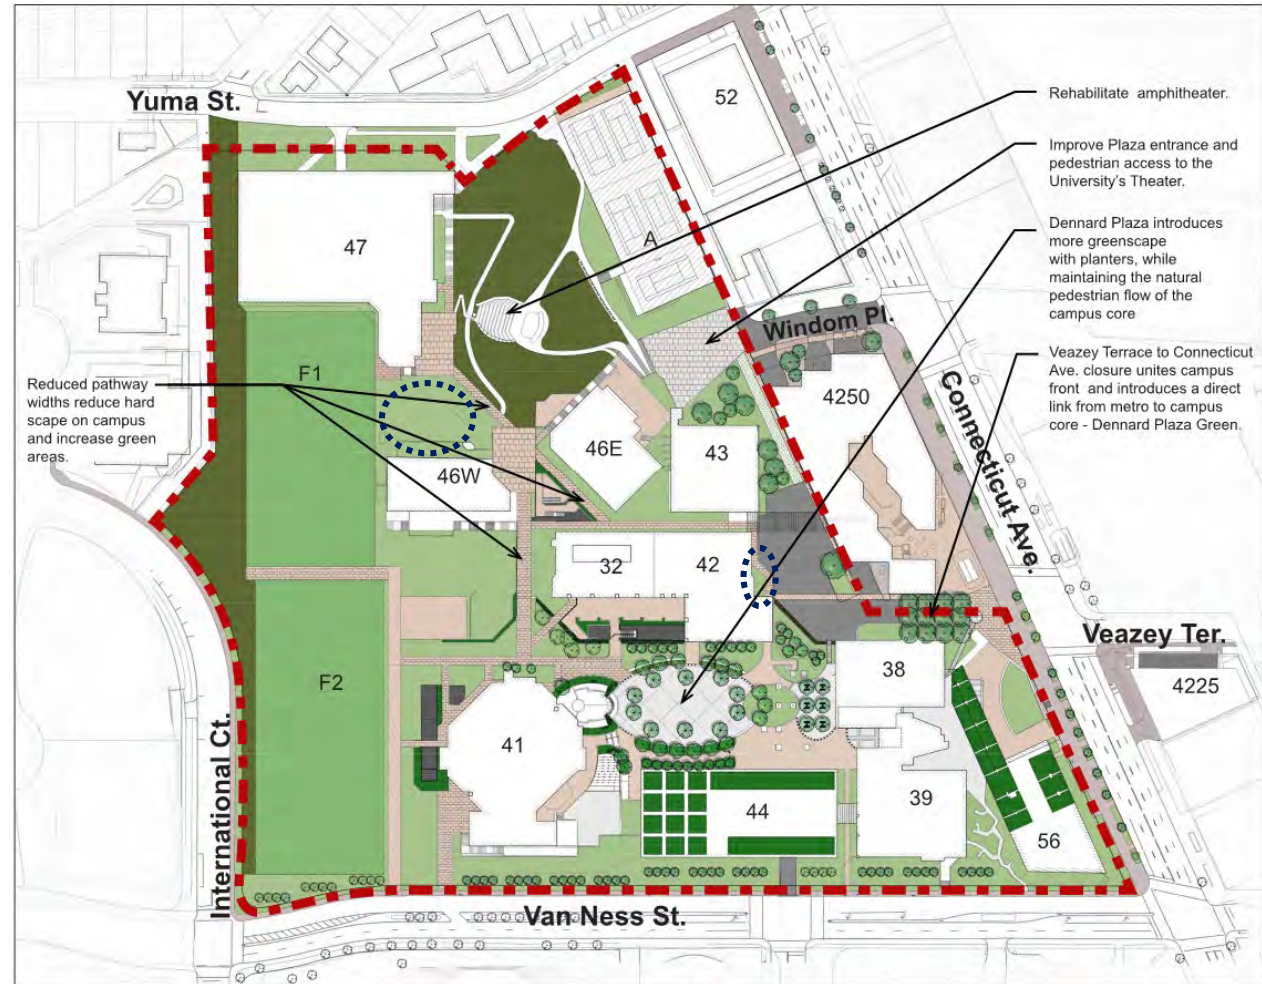 Yuma St.
52
Rehabilitate amphitheater.
Improve Plaza entrance and
pedestrian access to the
University's Theater.
Dennard Plaza introduces
more greenscape
with planters, while
maintaining the natural
pedestrian flow of the
campus core
47
A
Windom Pl.
Veazey Terrace to Connecticut
Ave. closure unites campus
front and introduces a direct
link from metro to campus
core - Dennard Plaza Green.
Reduced pathway
widths reduce hard
scape on campus
and increase green
areas.
F1
4250
Connecticut Ave.
46E
43
46W
32
42
Veazey Ter.
38
4225
F2
41
International Ct.
44
39
56
Van Ness St.